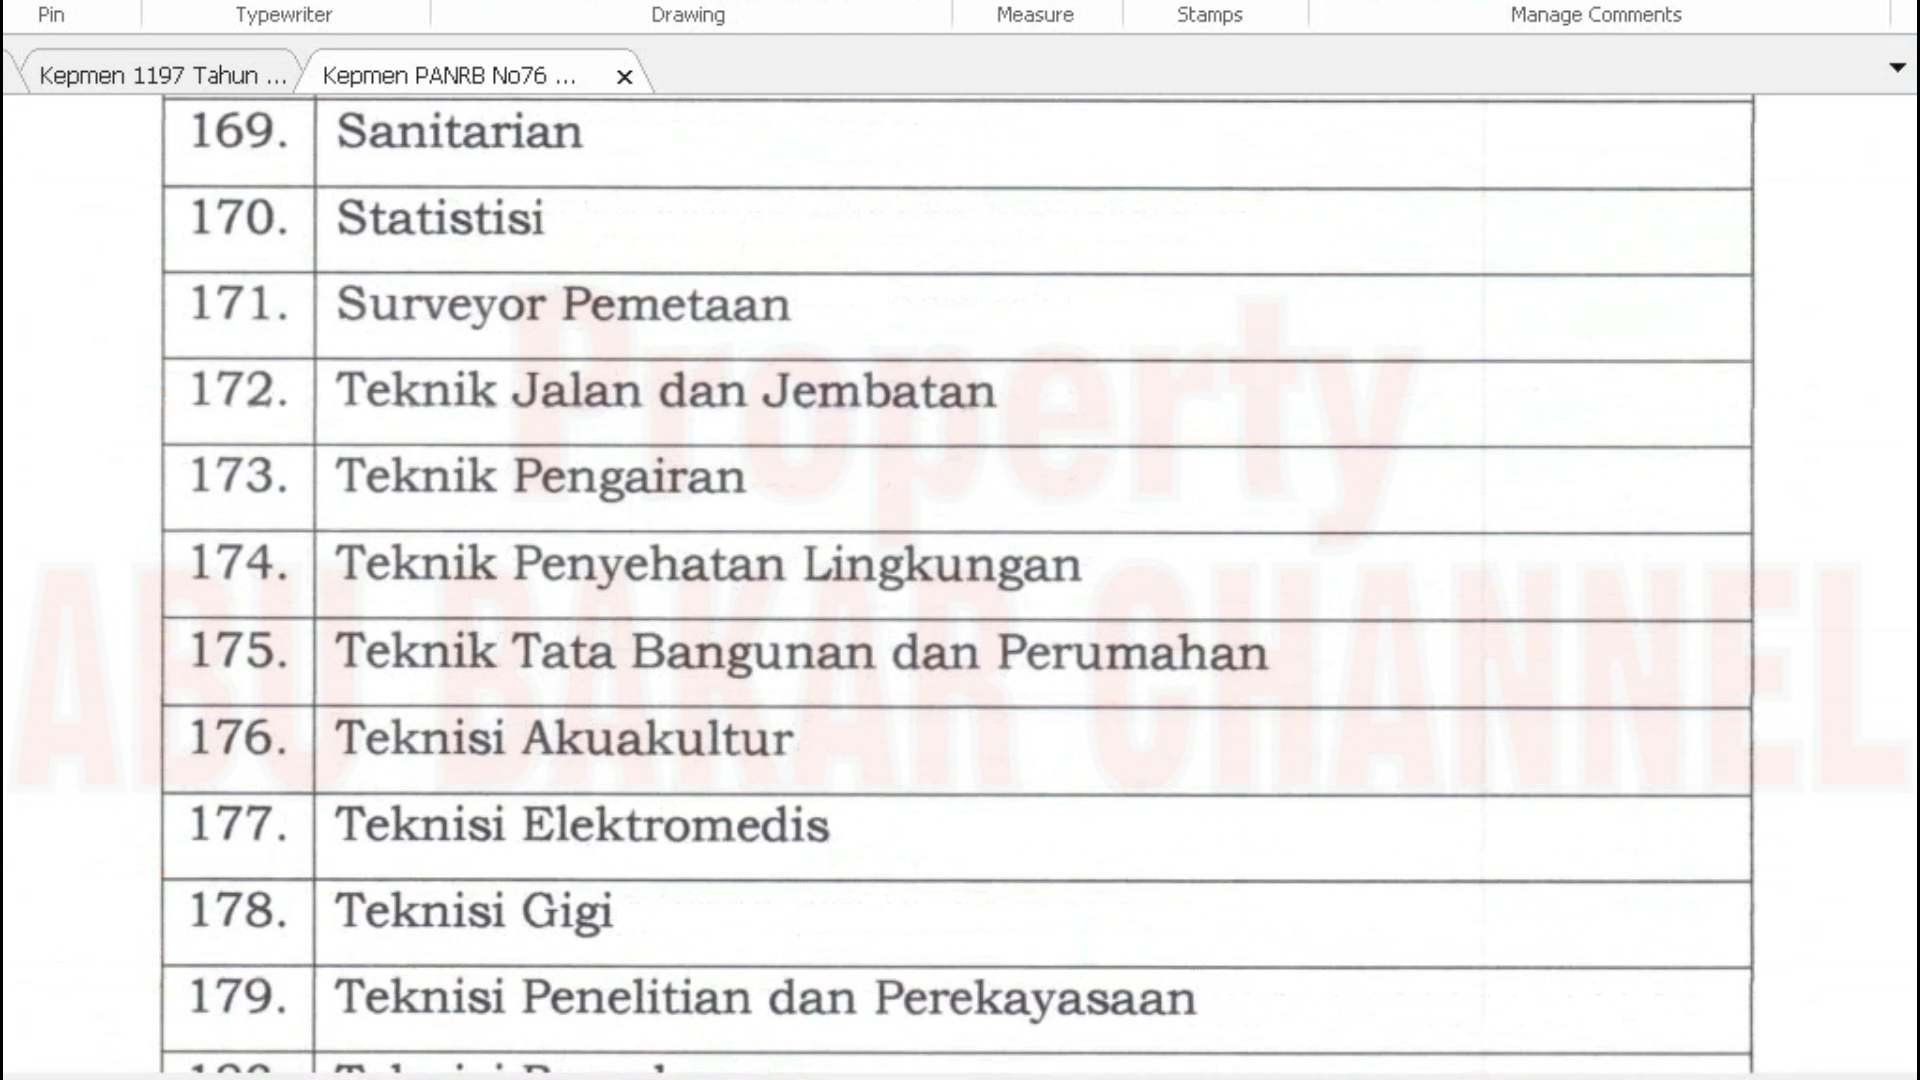 Pin Typewriter Drawing Measure Stamps Manage Comments
Kepmen 1197 Tahun ... Kepmen PANRB No76 ... x
169. Sanitarian
170. Statistisi
171. Surveyor Pemetaan
172. Teknik Jalan dan Jembatan
173. Teknik Pengairan
174. Teknik Penyehatan Lingkungan
175. Teknik Tata Bangunan dan Perumahan
176. Teknisi Akuakultur
177. Teknisi Elektromedis
178. Teknisi Gigi
179. Teknisi Penelitian dan Perekayasaan
Property
ABU BAKAR CHANNEL